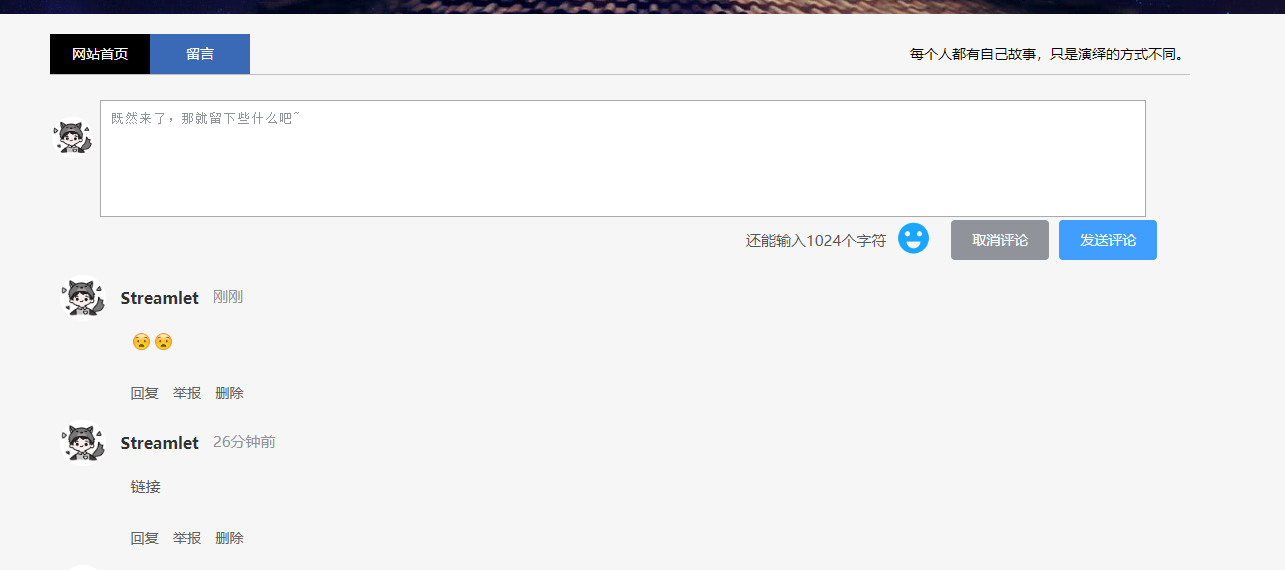 网站首页 留言 每个人都有自己故事，只是演绎的方式不同。
既然来了，那就留下些什么吧~
还能输入1024个字符 取消评论 发送评论
Streamlet 刚刚
😧😧
回复 举报 删除
Streamlet 26分钟前
链接
回复 举报 删除